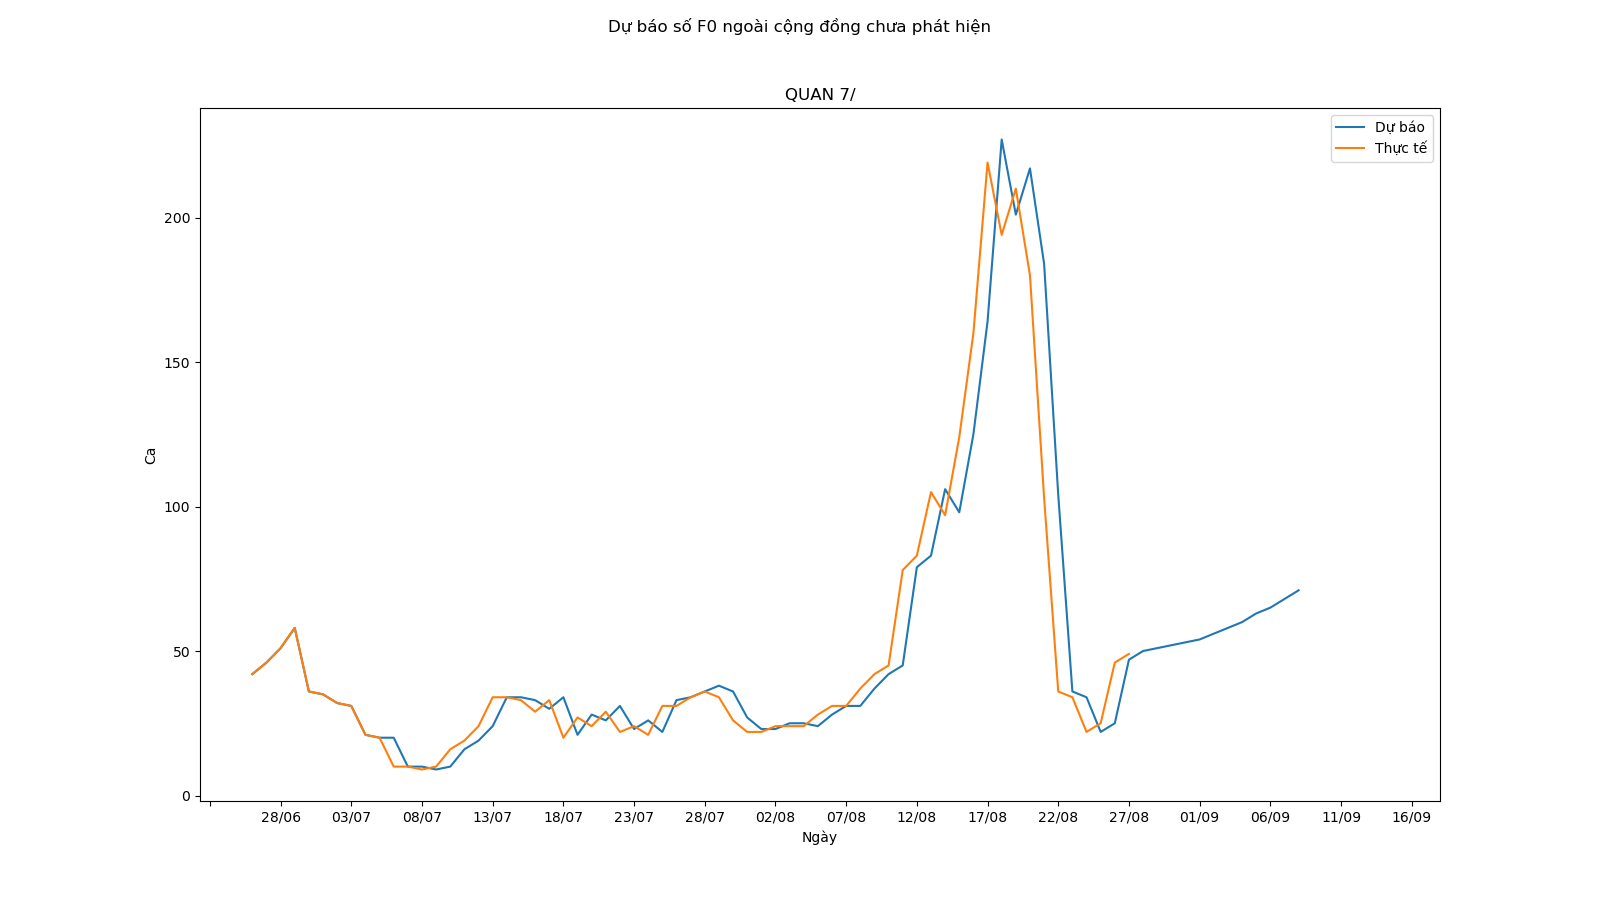 Dự báo số F0 ngoài cộng đồng chưa phát hiện
QUAN 7/
Dự báo
Thực tế
200
150
100
50
0
Ca
28/06 03/07 08/07 13/07 18/07 23/07 28/07 02/08 07/08 12/08 17/08 22/08 27/08 01/09 06/09 11/09 16/09
Ngày